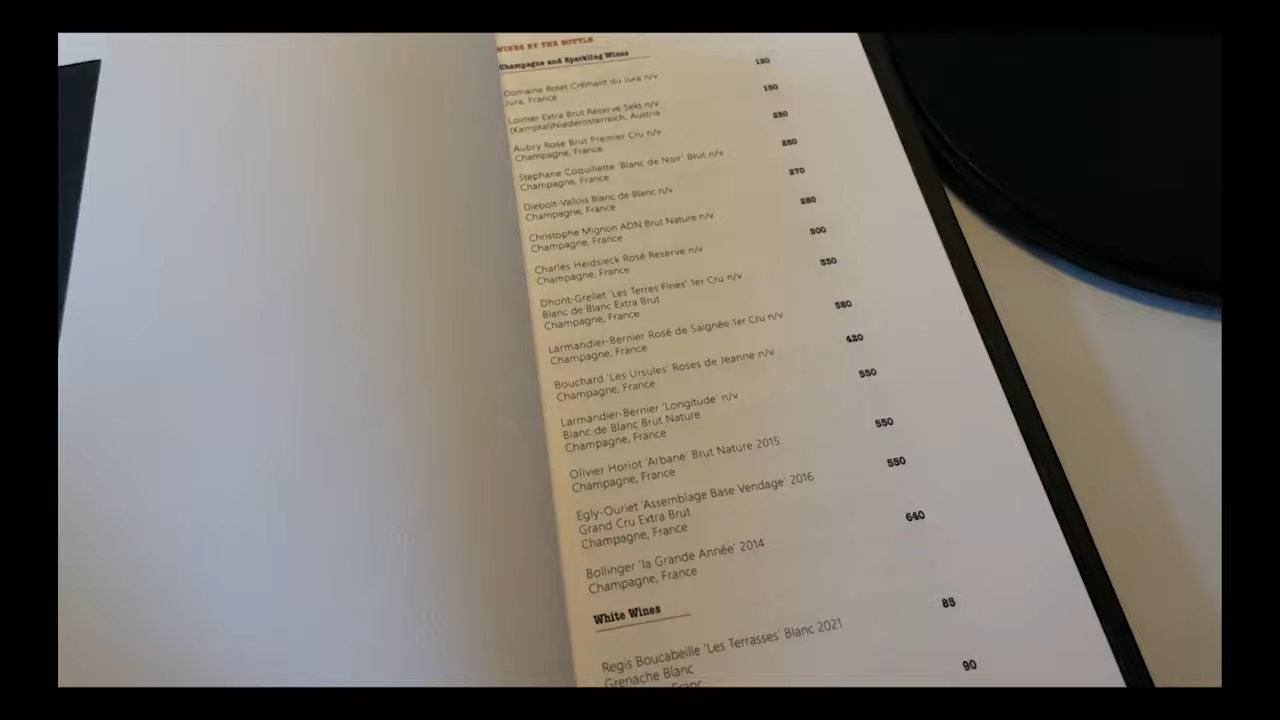 WINES BY THE BOTTLE
Champagne and Sparkling Wines
Domaine Rolet Crémant du Jura n/v 120
Jura, France
Loimer Extra Brut Reserve Sekt n/v 150
(Kamptal)Niederosterreich, Austria
Aubry Rosé Brut Premier Cru n/v 250
Champagne, France
Stephane Coquillette 'Blanc de Noir' Brut n/v 250
Champagne, France
Diebolt-Vallois Blanc de Blanc n/v 270
Champagne, France
Christophe Mignon ADN Brut Nature n/v 280
Champagne, France
Charles Heidsieck Rosé Reserve n/v 300
Champagne, France
Dhont-Grellet 'Les Terres Fines' 1er Cru n/v 330
Blanc de Blanc Extra Brut
Champagne, France
Larmandier-Bernier Rosé de Saignée 1er Cru n/v 380
Champagne, France
Bouchard 'Les Ursules' Roses de Jeanne n/v 420
Champagne, France
Larmandier-Bernier 'Longitude' n/v 550
Blanc de Blanc Brut Nature
Champagne, France
Olivier Horiot 'Arbane' Brut Nature 2015 550
Champagne, France
Egly-Ouriet 'Assemblage Base Vendage' 2016 550
Grand Cru Extra Brut
Champagne, France
Bollinger 'la Grande Année' 2014 640
Champagne, France
White Wines
Regis Boucabeille 'Les Terrasses' Blanc 2021 85
Grenache Blanc
90